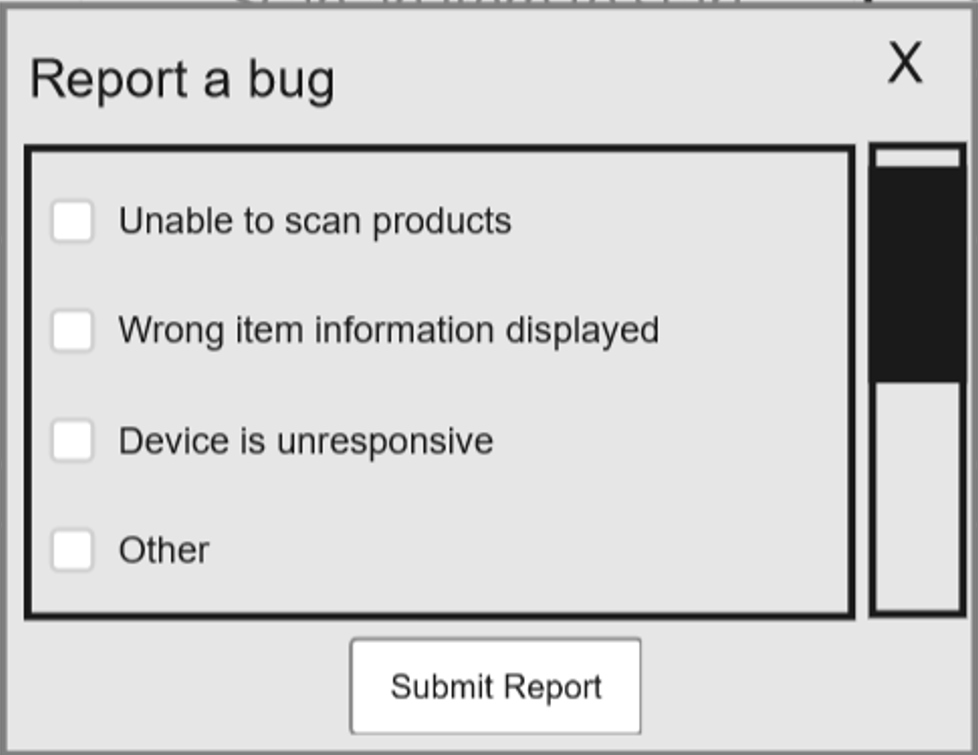 Report a bug
X
Unable to scan products
Wrong item information displayed
Device is unresponsive
Other
Submit Report